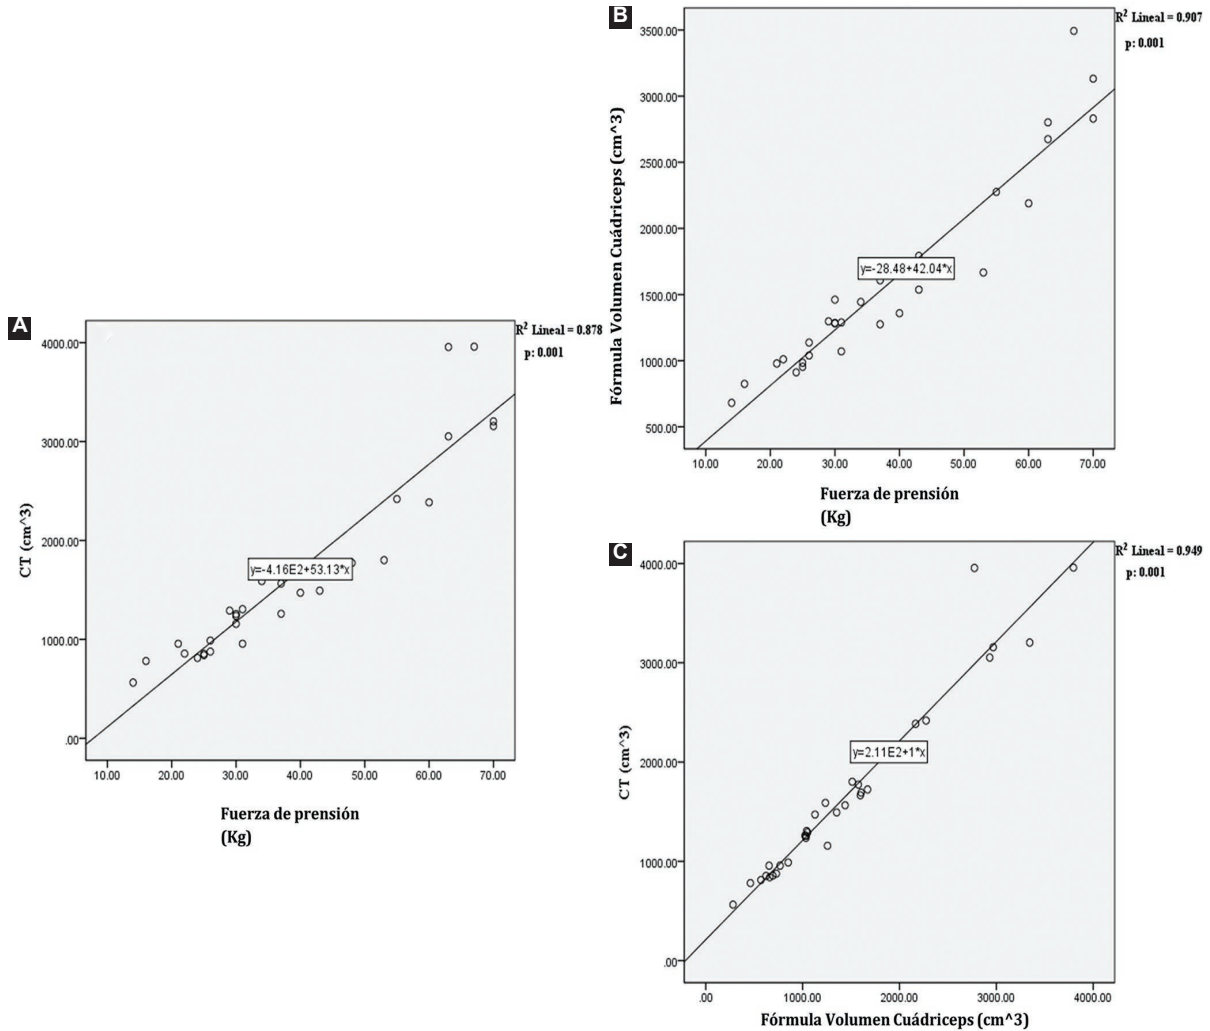 A
R² Lineal = 0.878
p: 0.001
CT (cm^3)
4000.00
3000.00
2000.00
1000.00
.00
y=-4.16E2+53.13*x
10.00 20.00 30.00 40.00 50.00 60.00 70.00
Fuerza de prensión
(Kg)
B
R² Lineal = 0.907
p: 0.001
Fórmula Volumen Cuádriceps (cm^3)
3500.00
3000.00
2500.00
2000.00
1500.00
1000.00
500.00
y=-28.48+42.04*x
10.00 20.00 30.00 40.00 50.00 60.00 70.00
Fuerza de prensión
(Kg)
C
R² Lineal = 0.949
p: 0.001
CT (cm^3)
4000.00
3000.00
2000.00
1000.00
.00
y=2.11E2+1*x
.00 1000.00 2000.00 3000.00 4000.00
Fórmula Volumen Cuádriceps (cm^3)